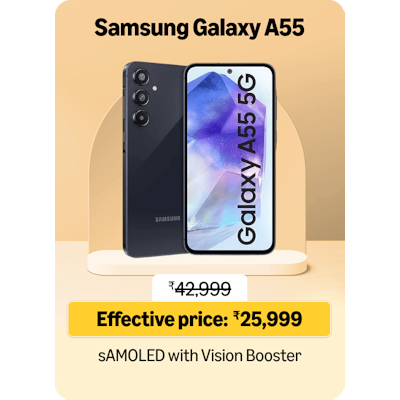 Samsung Galaxy A55
Galaxy A55 5G
SAMSUNG
₹42,999
Effective price: ₹25,999
sAMOLED with Vision Booster